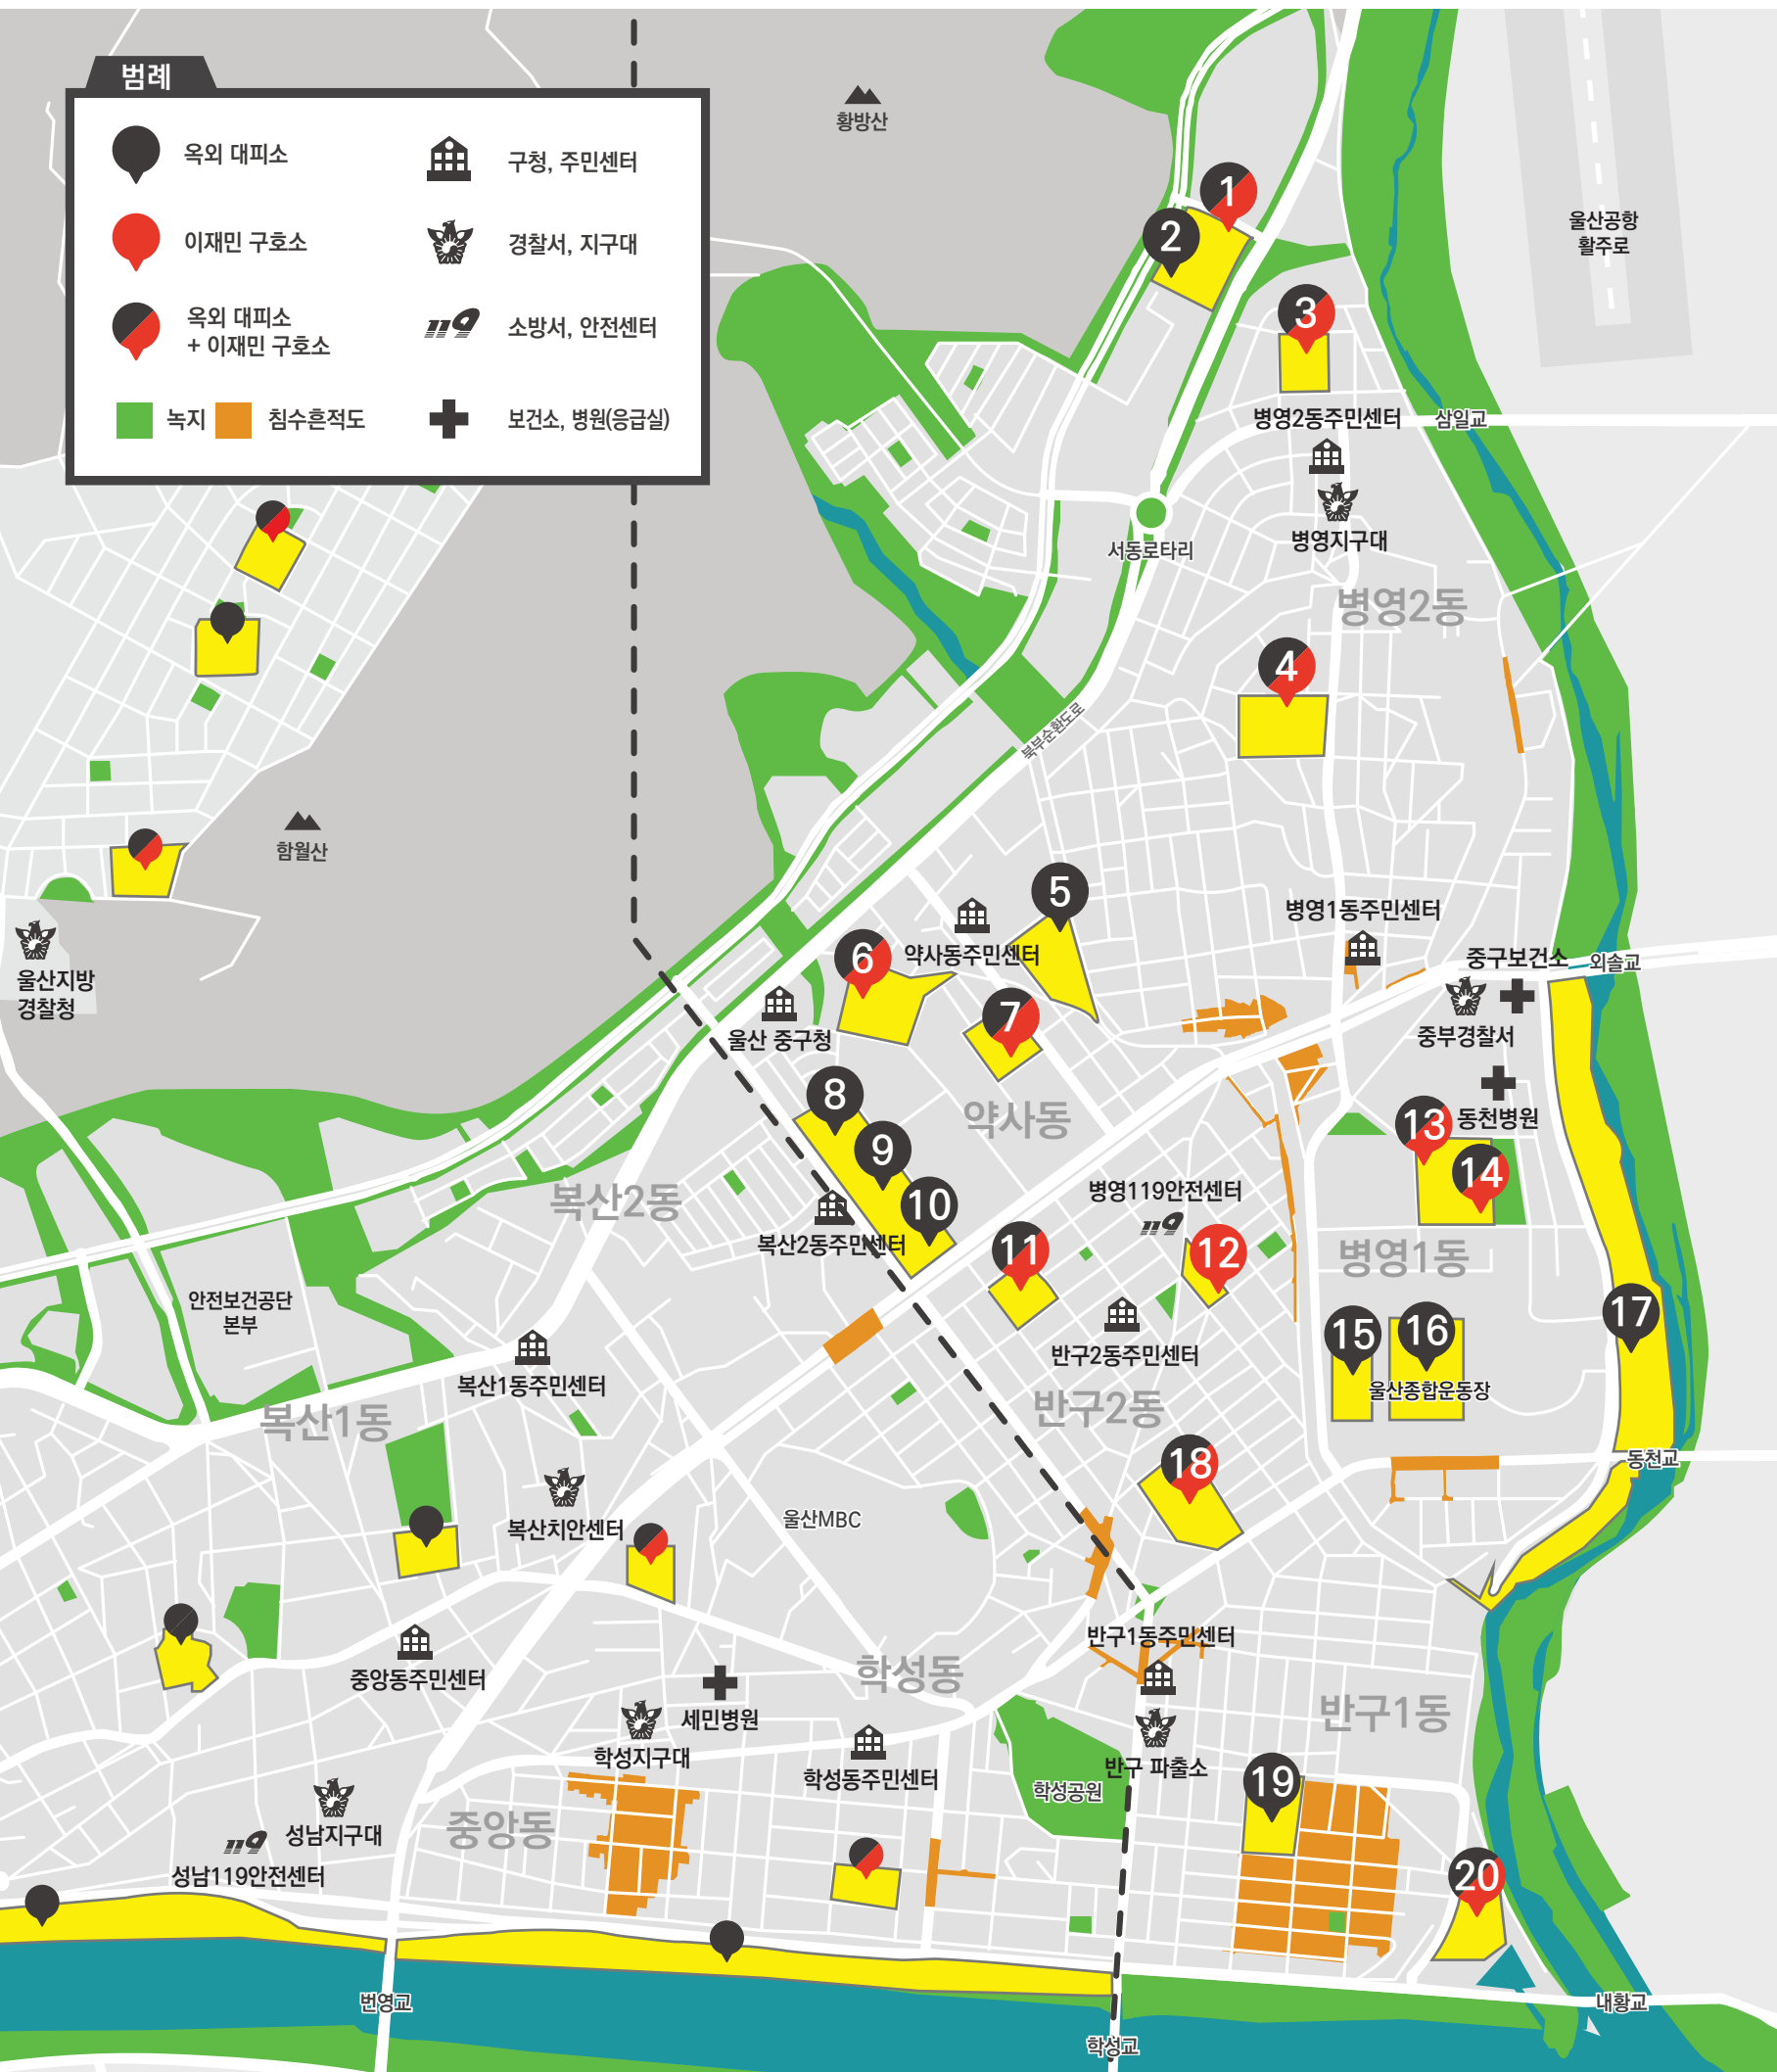 범례
옥외 대피소
이재민 구호소
옥외 대피소
+ 이재민 구호소
녹지
침수흔적도
구청, 주민센터
경찰서, 지구대
119
소방서, 안전센터
보건소, 병원(응급실)
황방산
1
2
울산공항
활주로
3
병영2동주민센터
삼일교
병영지구대
서동로타리
병영2동
4
북부순환도로
함월산
5
병영1동주민센터
약사동주민센터
6
중구보건소
외솔교
울산지방
경찰청
7
울산 중구청
중부경찰서
8
약사동
13
동천병원
9
14
복산2동
10
병영119안전센터
119
복산2동주민센터
11
12
병영1동
안전보건공단
본부
17
15
16
반구2동주민센터
복산1동주민센터
울산종합운동장
복산1동
반구2동
18
동천교
복산치안센터
울산MBC
반구1동주민센터
중앙동주민센터
학성동
세민병원
반구1동
학성지구대
학성동주민센터
반구 파출소
학성공원
19
중앙동
성남지구대
119
성남119안전센터
20
번영교
내황교
학성교